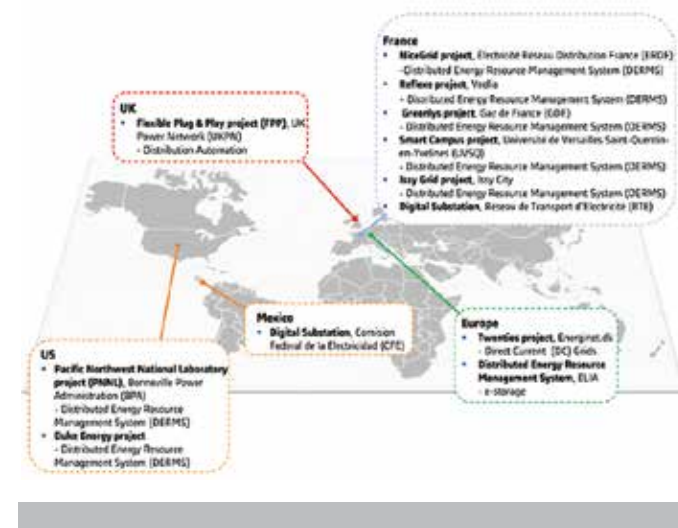 France
• NiceGrid project, Electricité Réseau Distribution France (ERDF)
-Distributed Energy Resource Management System (DERMS)
• Reflexe project, Veolia
- Distributed Energy Resource Management System (DERMS)
• Greenlys project, Gaz de France (GDF)
- Distributed Energy Resource Management System (DERMS)
• Smart Campus project, Université de Versailles Saint-Quentin-
en-Yvelines (UVSQ)
- Distributed Energy Resource Management System (DERMS)
• Issy Grid project, Issy City
- Distributed Energy Resource Management System (DERMS)
• Digital Substation, Reseau de Transport d'Electricité (RTE)
UK
• Flexible Plug & Play project (FPP), UK
Power Network (UKPN)
- Distribution Automation
Mexico
• Digital Substation, Comision
Federal de la Electricidad (CFE)
Europe
• Twenties project, Energinet.dk
- Direct Current (DC) Grids
• Distributed Energy Resource
Management System, ELIA
- e-storage
US
• Pacific Northwest National Laboratory
project (PNNL), Bonneville Power
Administration (BPA)
- Distributed Energy Resource
Management System (DERMS)
• Duke Energy project
- Distributed Energy Resource
Management System (DERMS)